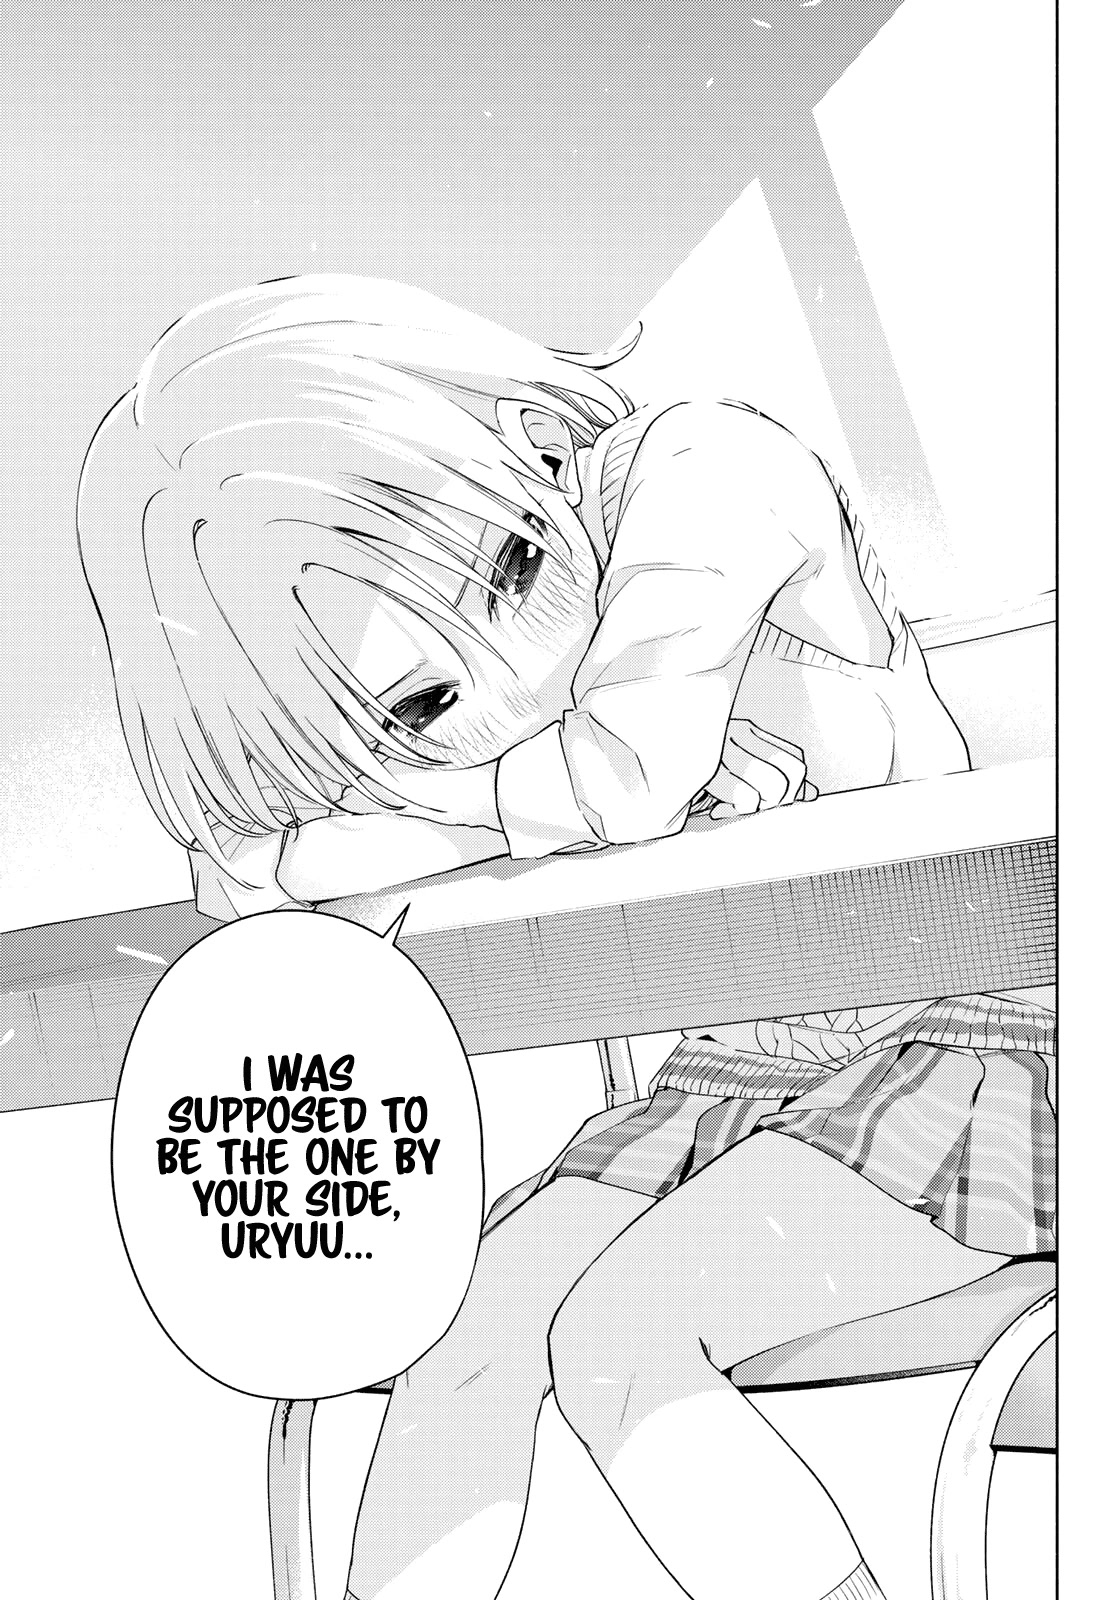 I WAS
SUPPOSED TO
BE THE ONE BY
YOUR SIDE,
URYUU...